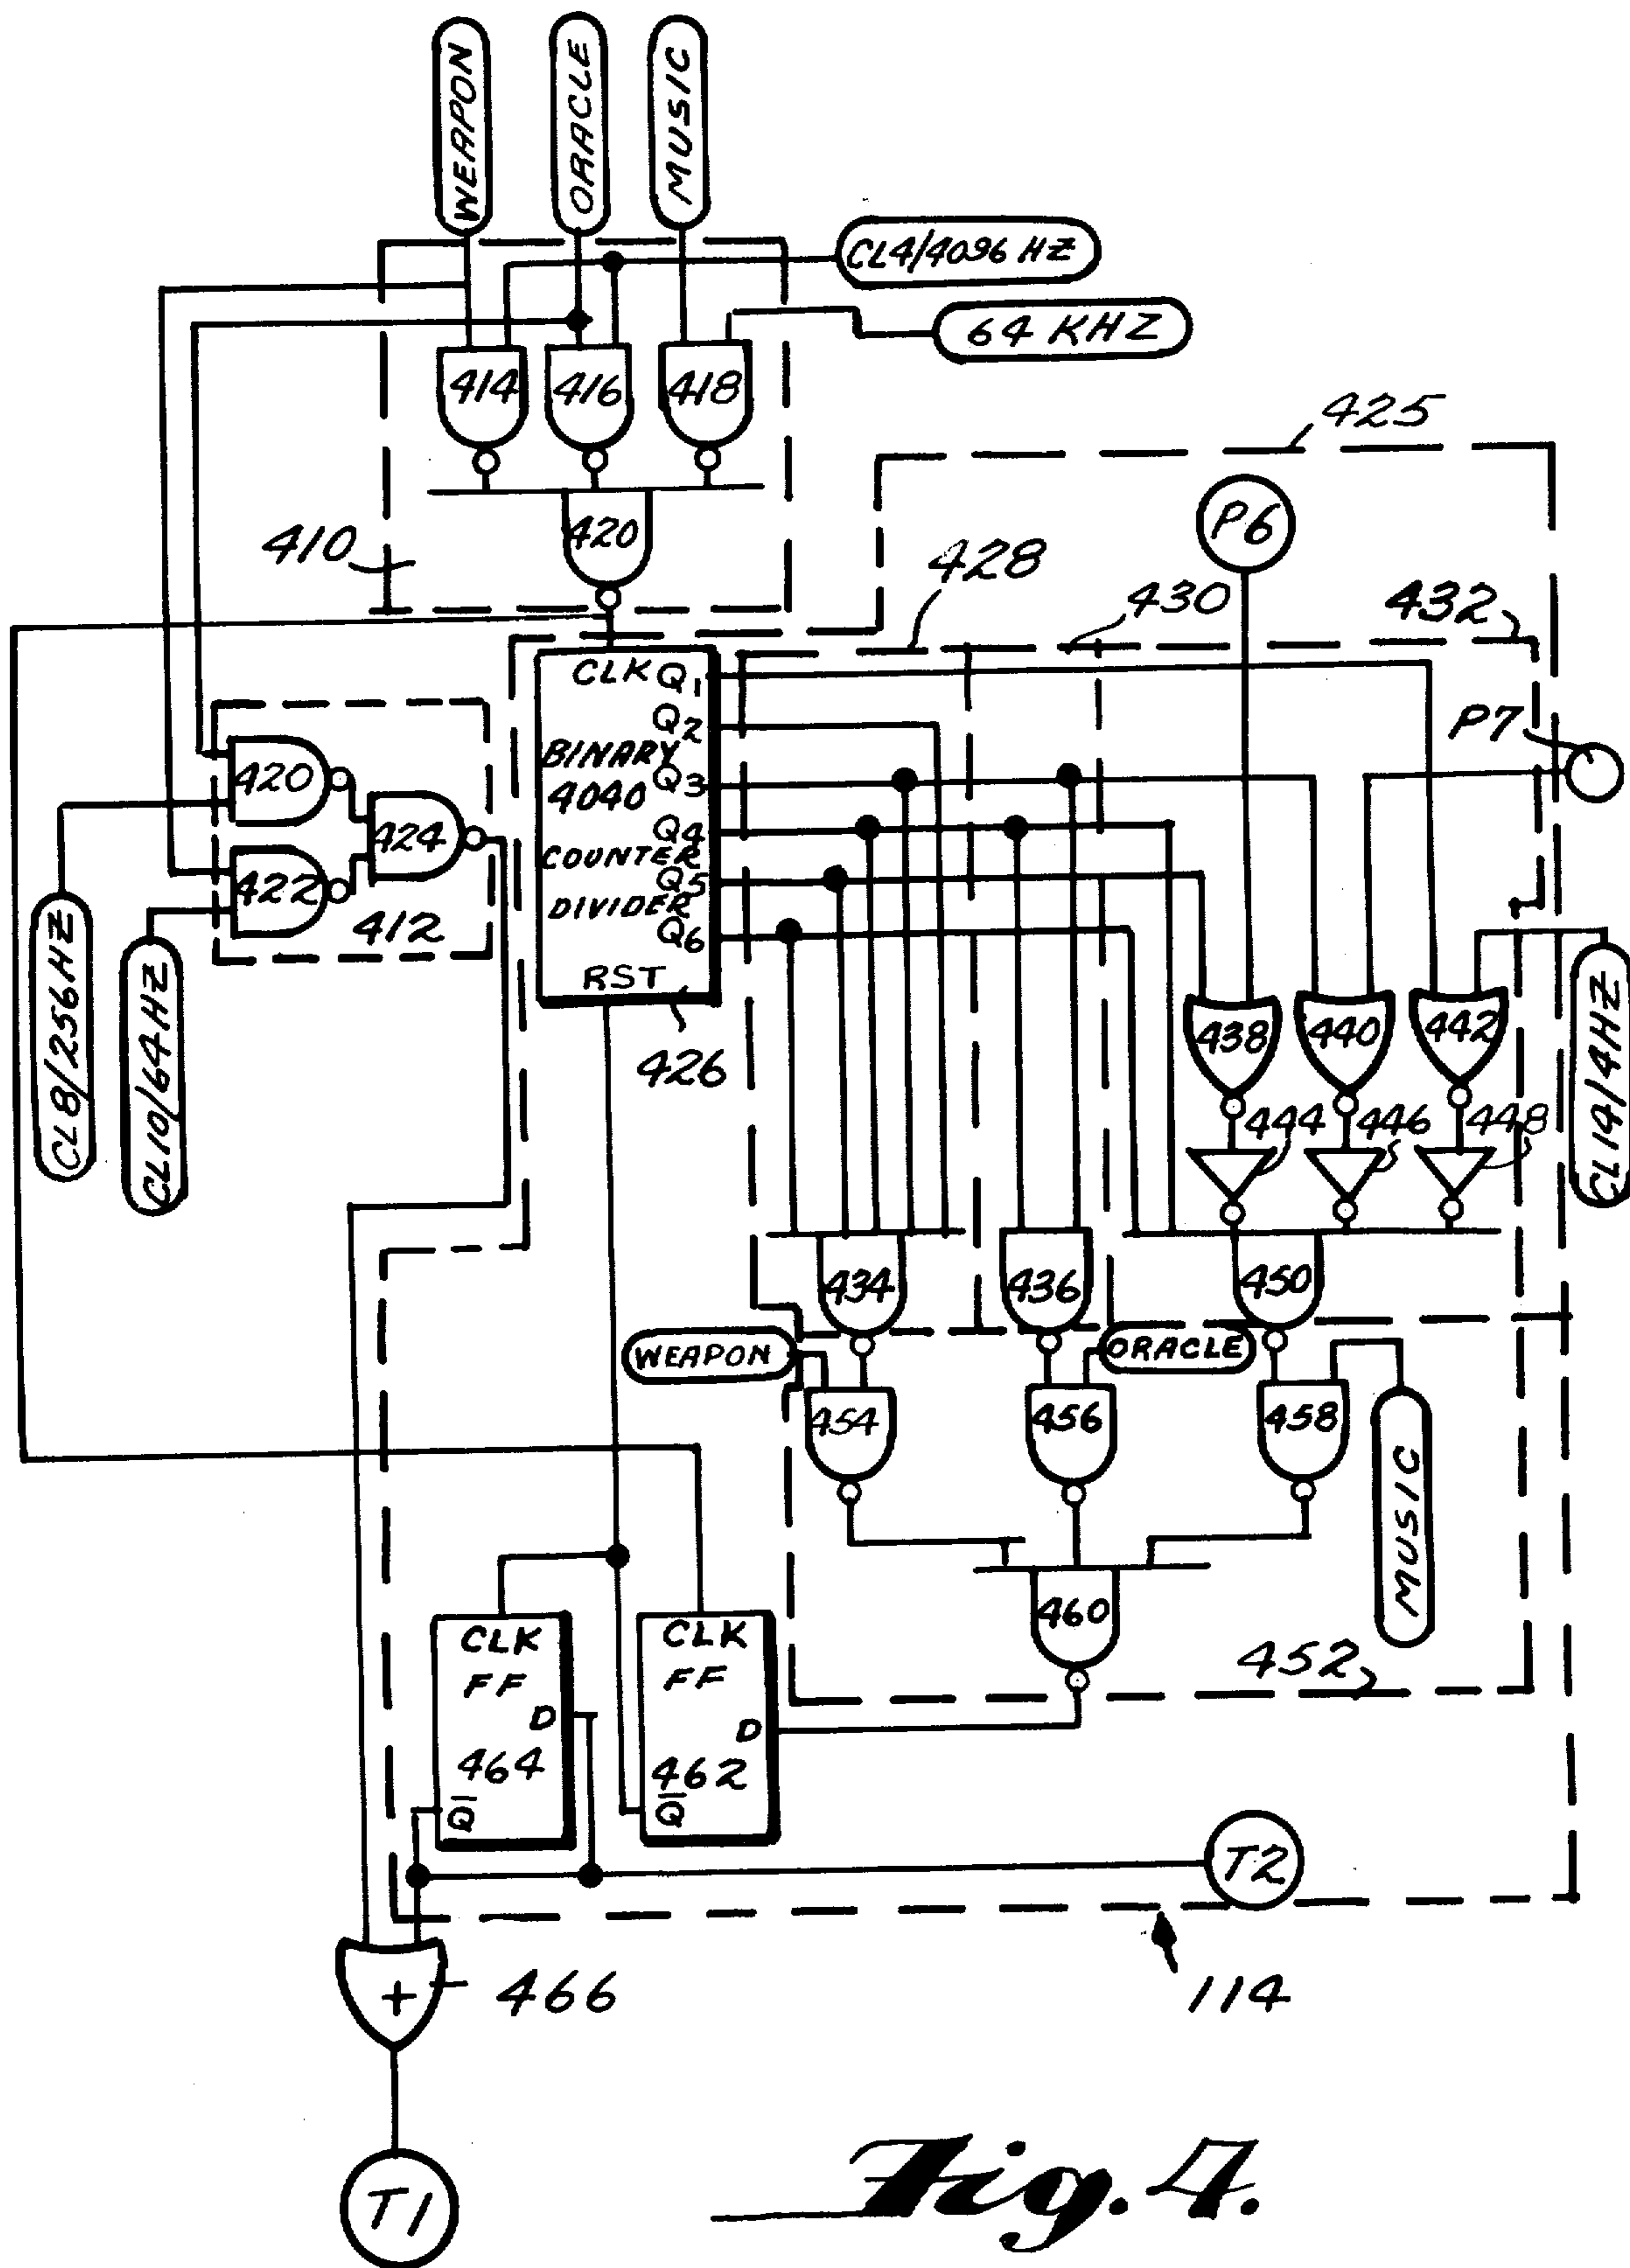 WEAPON
ORACLE
MUSIC
CL4/4096 HZ
64 KHZ
414
416
418
425
P6
420
410
428
430
432
CLK Q1
Q2
P7
BINARY
Q3
4040
Q4
COUNTER
Q5
DIVIDER
Q6
RST
420
424
422
412
CL8/256HZ
CL10/64HZ
426
438
440
442
CL14/4HZ
444
446
448
434
436
450
WEAPON
ORACLE
454
456
458
MUSIC
460
452
CLK
FF
D
464
Q̅
CLK
FF
D
462
Q̅
T2
+
466
114
T1
Fig. 4.